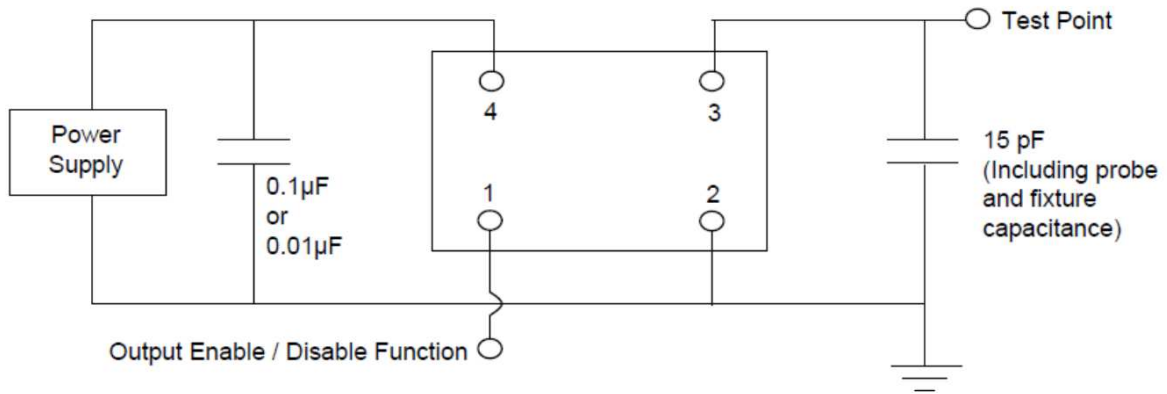 Test Point
4
3
Power
Supply
15 pF
(Including probe
and fixture
capacitance)
0.1µF
or
0.01µF
1
2
Output Enable / Disable Function